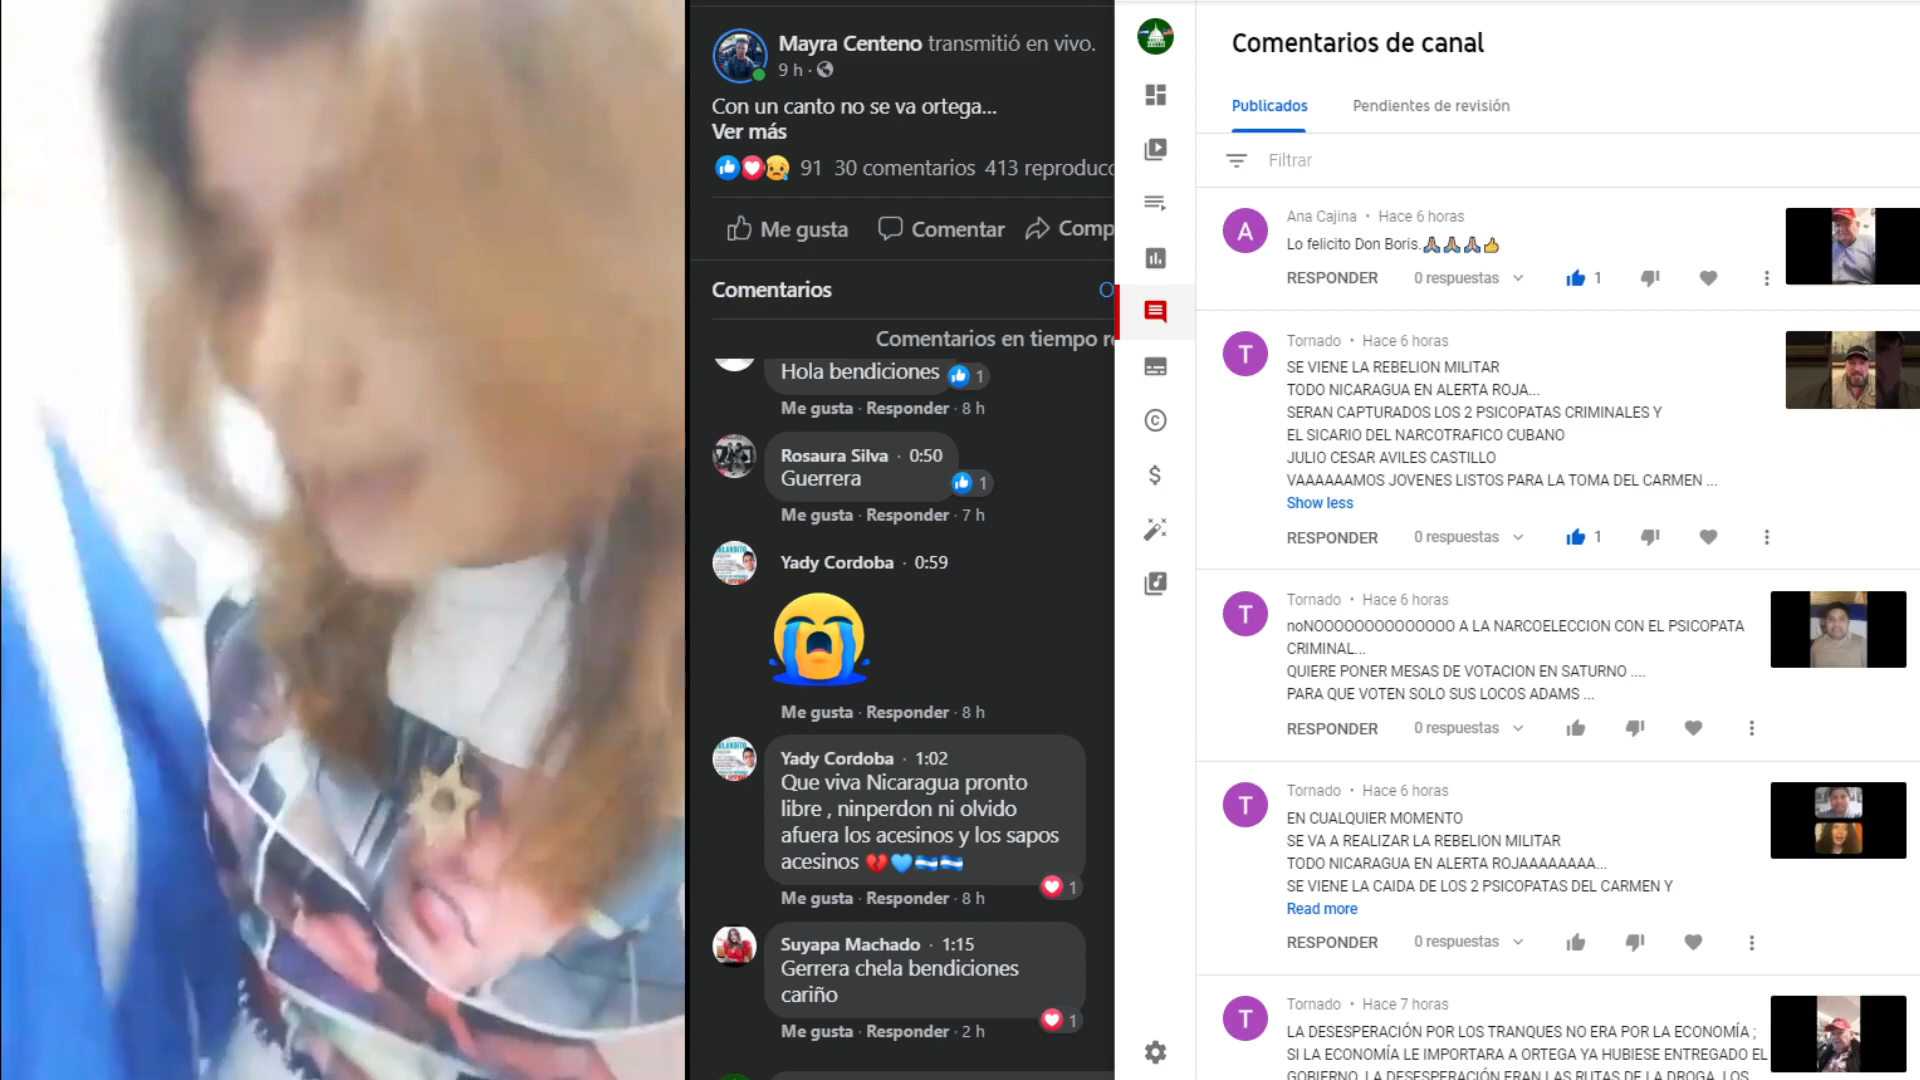 Mayra Centeno transmitió en vivo.
9 h
Con un canto no se va ortega...
Ver más
91 30 comentarios 413 reproducc
Me gusta Comentar Comp
Comentarios
Comentarios en tiempo re
Hola bendiciones 1
Me gusta · Responder · 8 h
Rosaura Silva · 0:50
Guerrera 1
Me gusta · Responder · 7 h
Yady Cordoba · 0:59
Me gusta · Responder · 8 h
Yady Cordoba · 1:02
Que viva Nicaragua pronto
libre , ninperdon ni olvido
afuera los acesinos y los sapos
acesinos 💔💙🇳🇮🇳🇮
1
Me gusta · Responder · 8 h
Suyapa Machado · 1:15
Gerrera chela bendiciones
cariño
1
Me gusta · Responder · 2 h
Comentarios de canal
Publicados Pendientes de revisión
Filtrar
A
Ana Cajina • Hace 6 horas
Lo felicito Don Boris.🙏🏽🙏🏽🙏🏽👍
RESPONDER 0 respuestas 1
T
Tornado • Hace 6 horas
SE VIENE LA REBELION MILITAR
TODO NICARAGUA EN ALERTA ROJA...
SERAN CAPTURADOS LOS 2 PSICOPATAS CRIMINALES Y
EL SICARIO DEL NARCOTRAFICO CUBANO
JULIO CESAR AVILES CASTILLO
VAAAAAAMOS JOVENES LISTOS PARA LA TOMA DEL CARMEN ...
Show less
RESPONDER 0 respuestas 1
T
Tornado • Hace 6 horas
noNOOOOOOOOOOOOOO A LA NARCOELECCION CON EL PSICOPATA
CRIMINAL...
QUIERE PONER MESAS DE VOTACION EN SATURNO ....
PARA QUE VOTEN SOLO SUS LOCOS ADAMS ...
RESPONDER 0 respuestas
T
Tornado • Hace 6 horas
EN CUALQUIER MOMENTO
SE VA A REALIZAR LA REBELION MILITAR
TODO NICARAGUA EN ALERTA ROJAAAAAAAA...
SE VIENE LA CAIDA DE LOS 2 PSICOPATAS DEL CARMEN Y
Read more
RESPONDER 0 respuestas
T
Tornado • Hace 7 horas
LA DESESPERACIÓN POR LOS TRANQUES NO ERA POR LA ECONOMÍA ;
SI LA ECONOMÍA LE IMPORTARA A ORTEGA YA HUBIESE ENTREGADO EL
GOBIERNO. LA DESESPERACIÓN ERAN LAS RUTAS DE LA DROGA. LOS